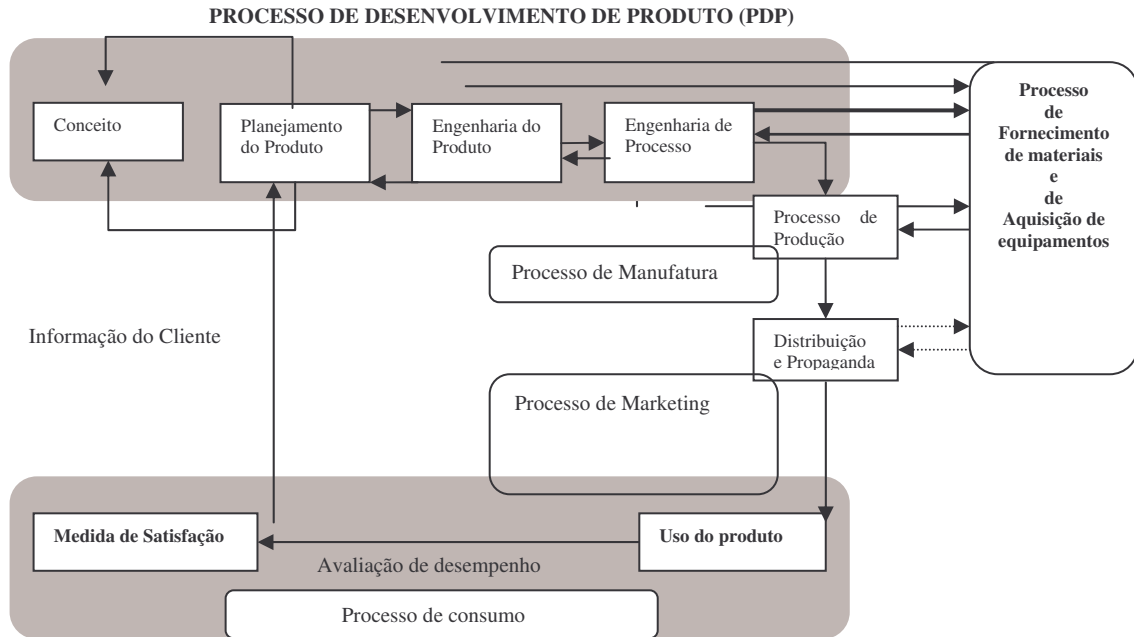 PROCESSO DE DESENVOLVIMENTO DE PRODUTO (PDP)
Conceito
Planejamento
do Produto
Engenharia do
Produto
Engenharia de
Processo
Processo
de
Fornecimento
de materiais
e
de
Aquisição de
equipamentos
Processo de
Produção
Processo de Manufatura
Informação do Cliente
Distribuição
e Propaganda
Processo de Marketing
Medida de Satisfação
Uso do produto
Avaliação de desempenho
Processo de consumo